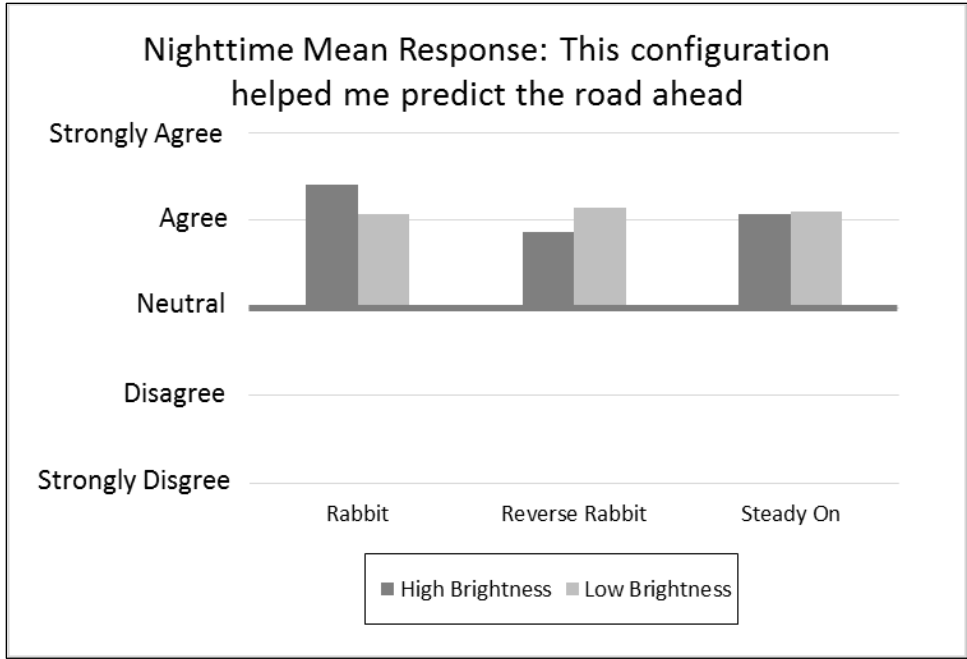 Nighttime Mean Response: This configuration
helped me predict the road ahead
Strongly Agree
Agree
Neutral
Disagree
Strongly Disgree
Rabbit Reverse Rabbit Steady On
High Brightness Low Brightness